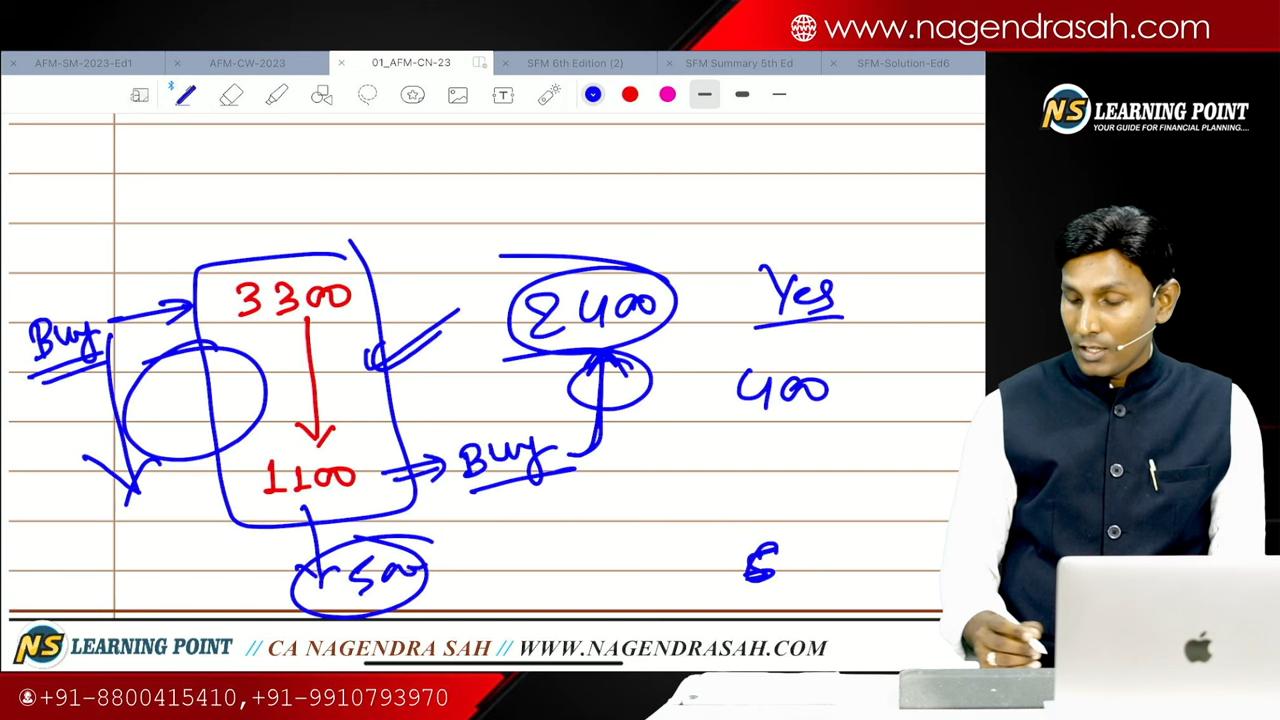 www.nagendrasah.com
AFM-SM-2023-Ed1
AFM-CW-2023
01_AFM-CN-23
SFM 6th Edition (2)
SFM Summary 5th Ed
SFM-Solution-Ed6
NS LEARNING POINT
YOUR GUIDE FOR FINANCIAL PLANNING....
3300
2400
Yes
Buy
400
1100
Buy
NS LEARNING POINT // CA NAGENDRA SAH // WWW.NAGENDRASAH.COM
+91-8800415410,+91-9910793970